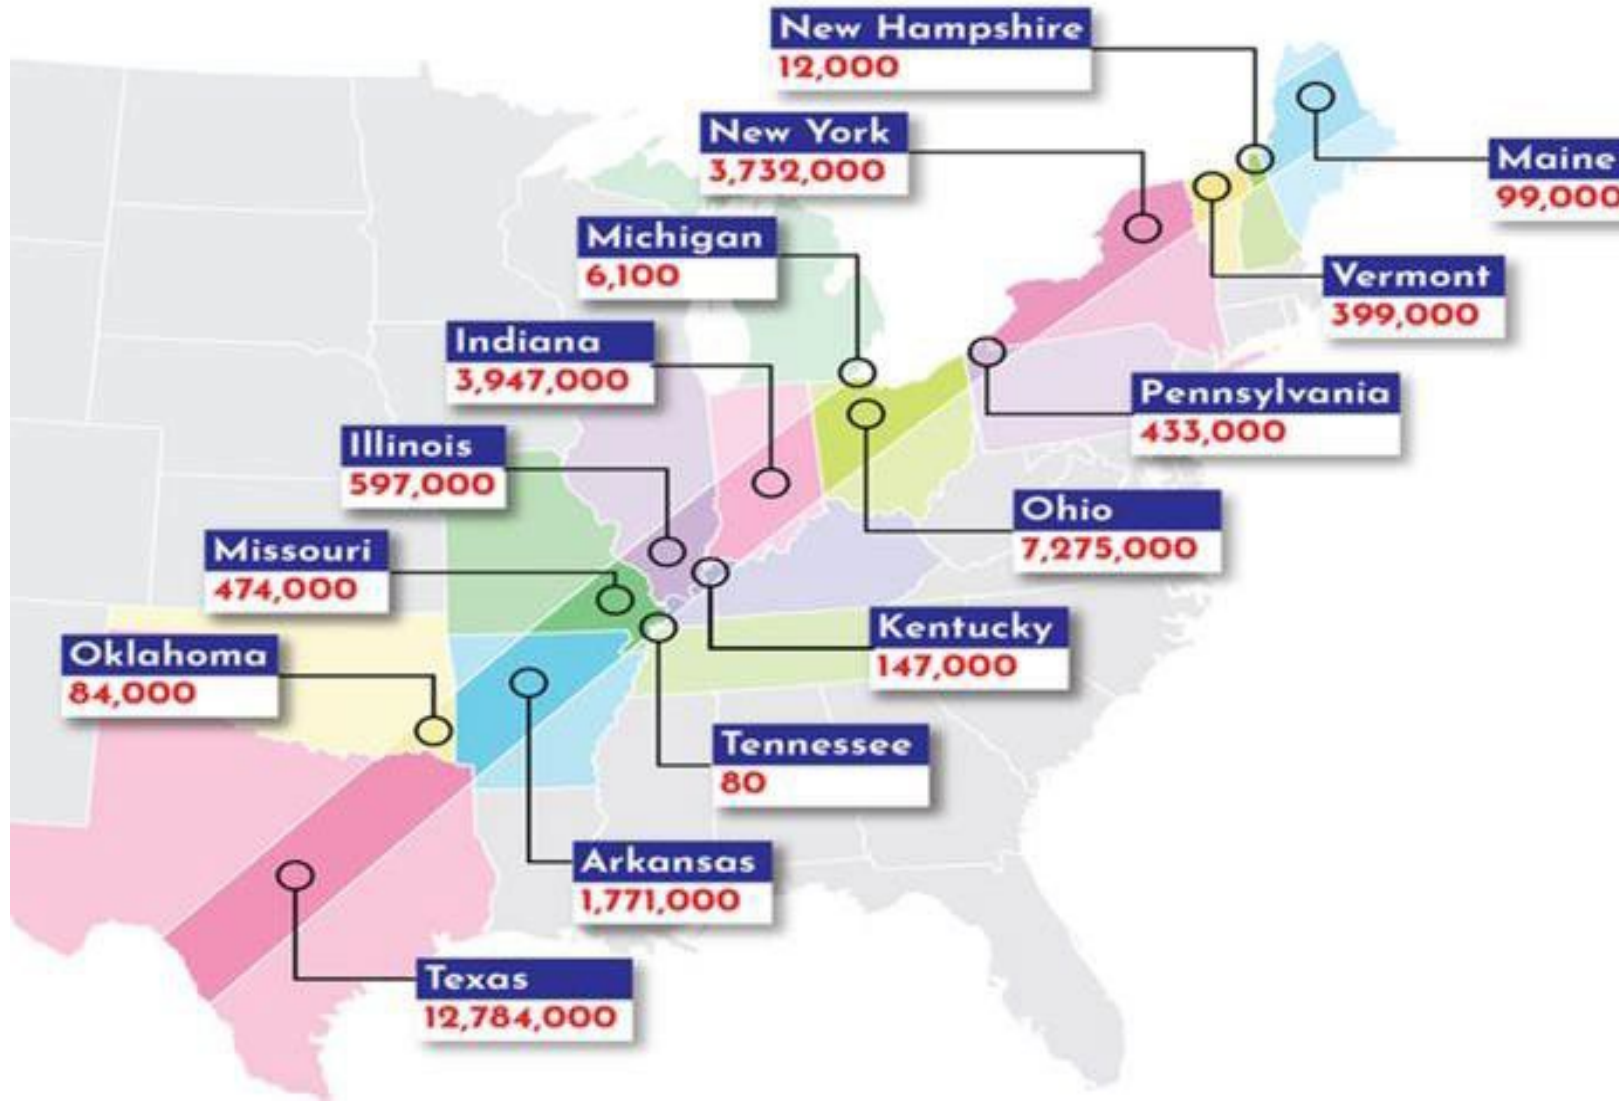 New Hampshire
12,000
New York
3,732,000
Maine
99,000
Michigan
6,100
Vermont
399,000
Indiana
3,947,000
Pennsylvania
433,000
Illinois
597,000
Ohio
7,275,000
Missouri
474,000
Kentucky
147,000
Oklahoma
84,000
Tennessee
80
Arkansas
1,771,000
Texas
12,784,000